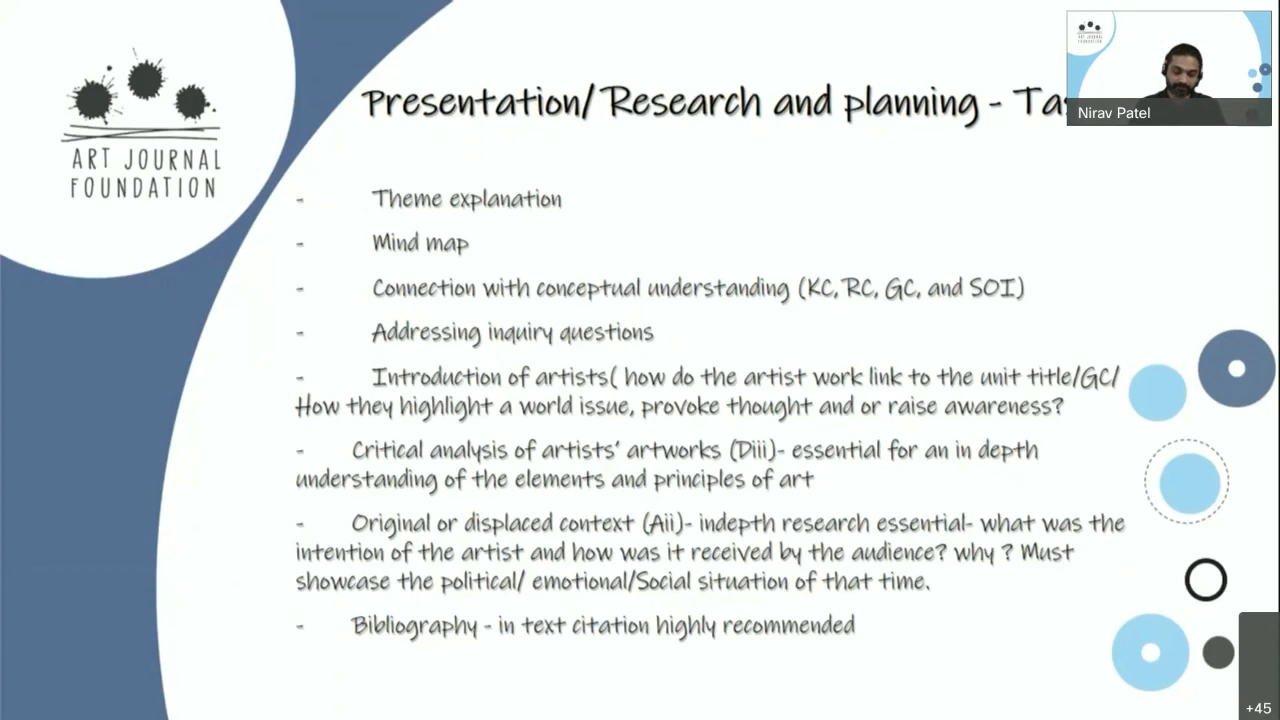 ART JOURNAL
FOUNDATION
Presentation/Research and planning - Ta
Nirav Patel
- Theme explanation
- Mind map
- Connection with conceptual understanding (KC, RC, GC, and SOI)
- Addressing inquiry questions
- Introduction of artists( how do the artist work link to the unit title/GC/
How they highlight a world issue, provoke thought and or raise awareness?
- Critical analysis of artists' artworks (Diii)- essential for an in depth
understanding of the elements and principles of art
- Original or displaced context (Aii)- indepth research essential- what was the
intention of the artist and how was it received by the audience? why ? Must
showcase the political/ emotional/Social situation of that time.
- Bibliography - in text citation highly recommended
+45